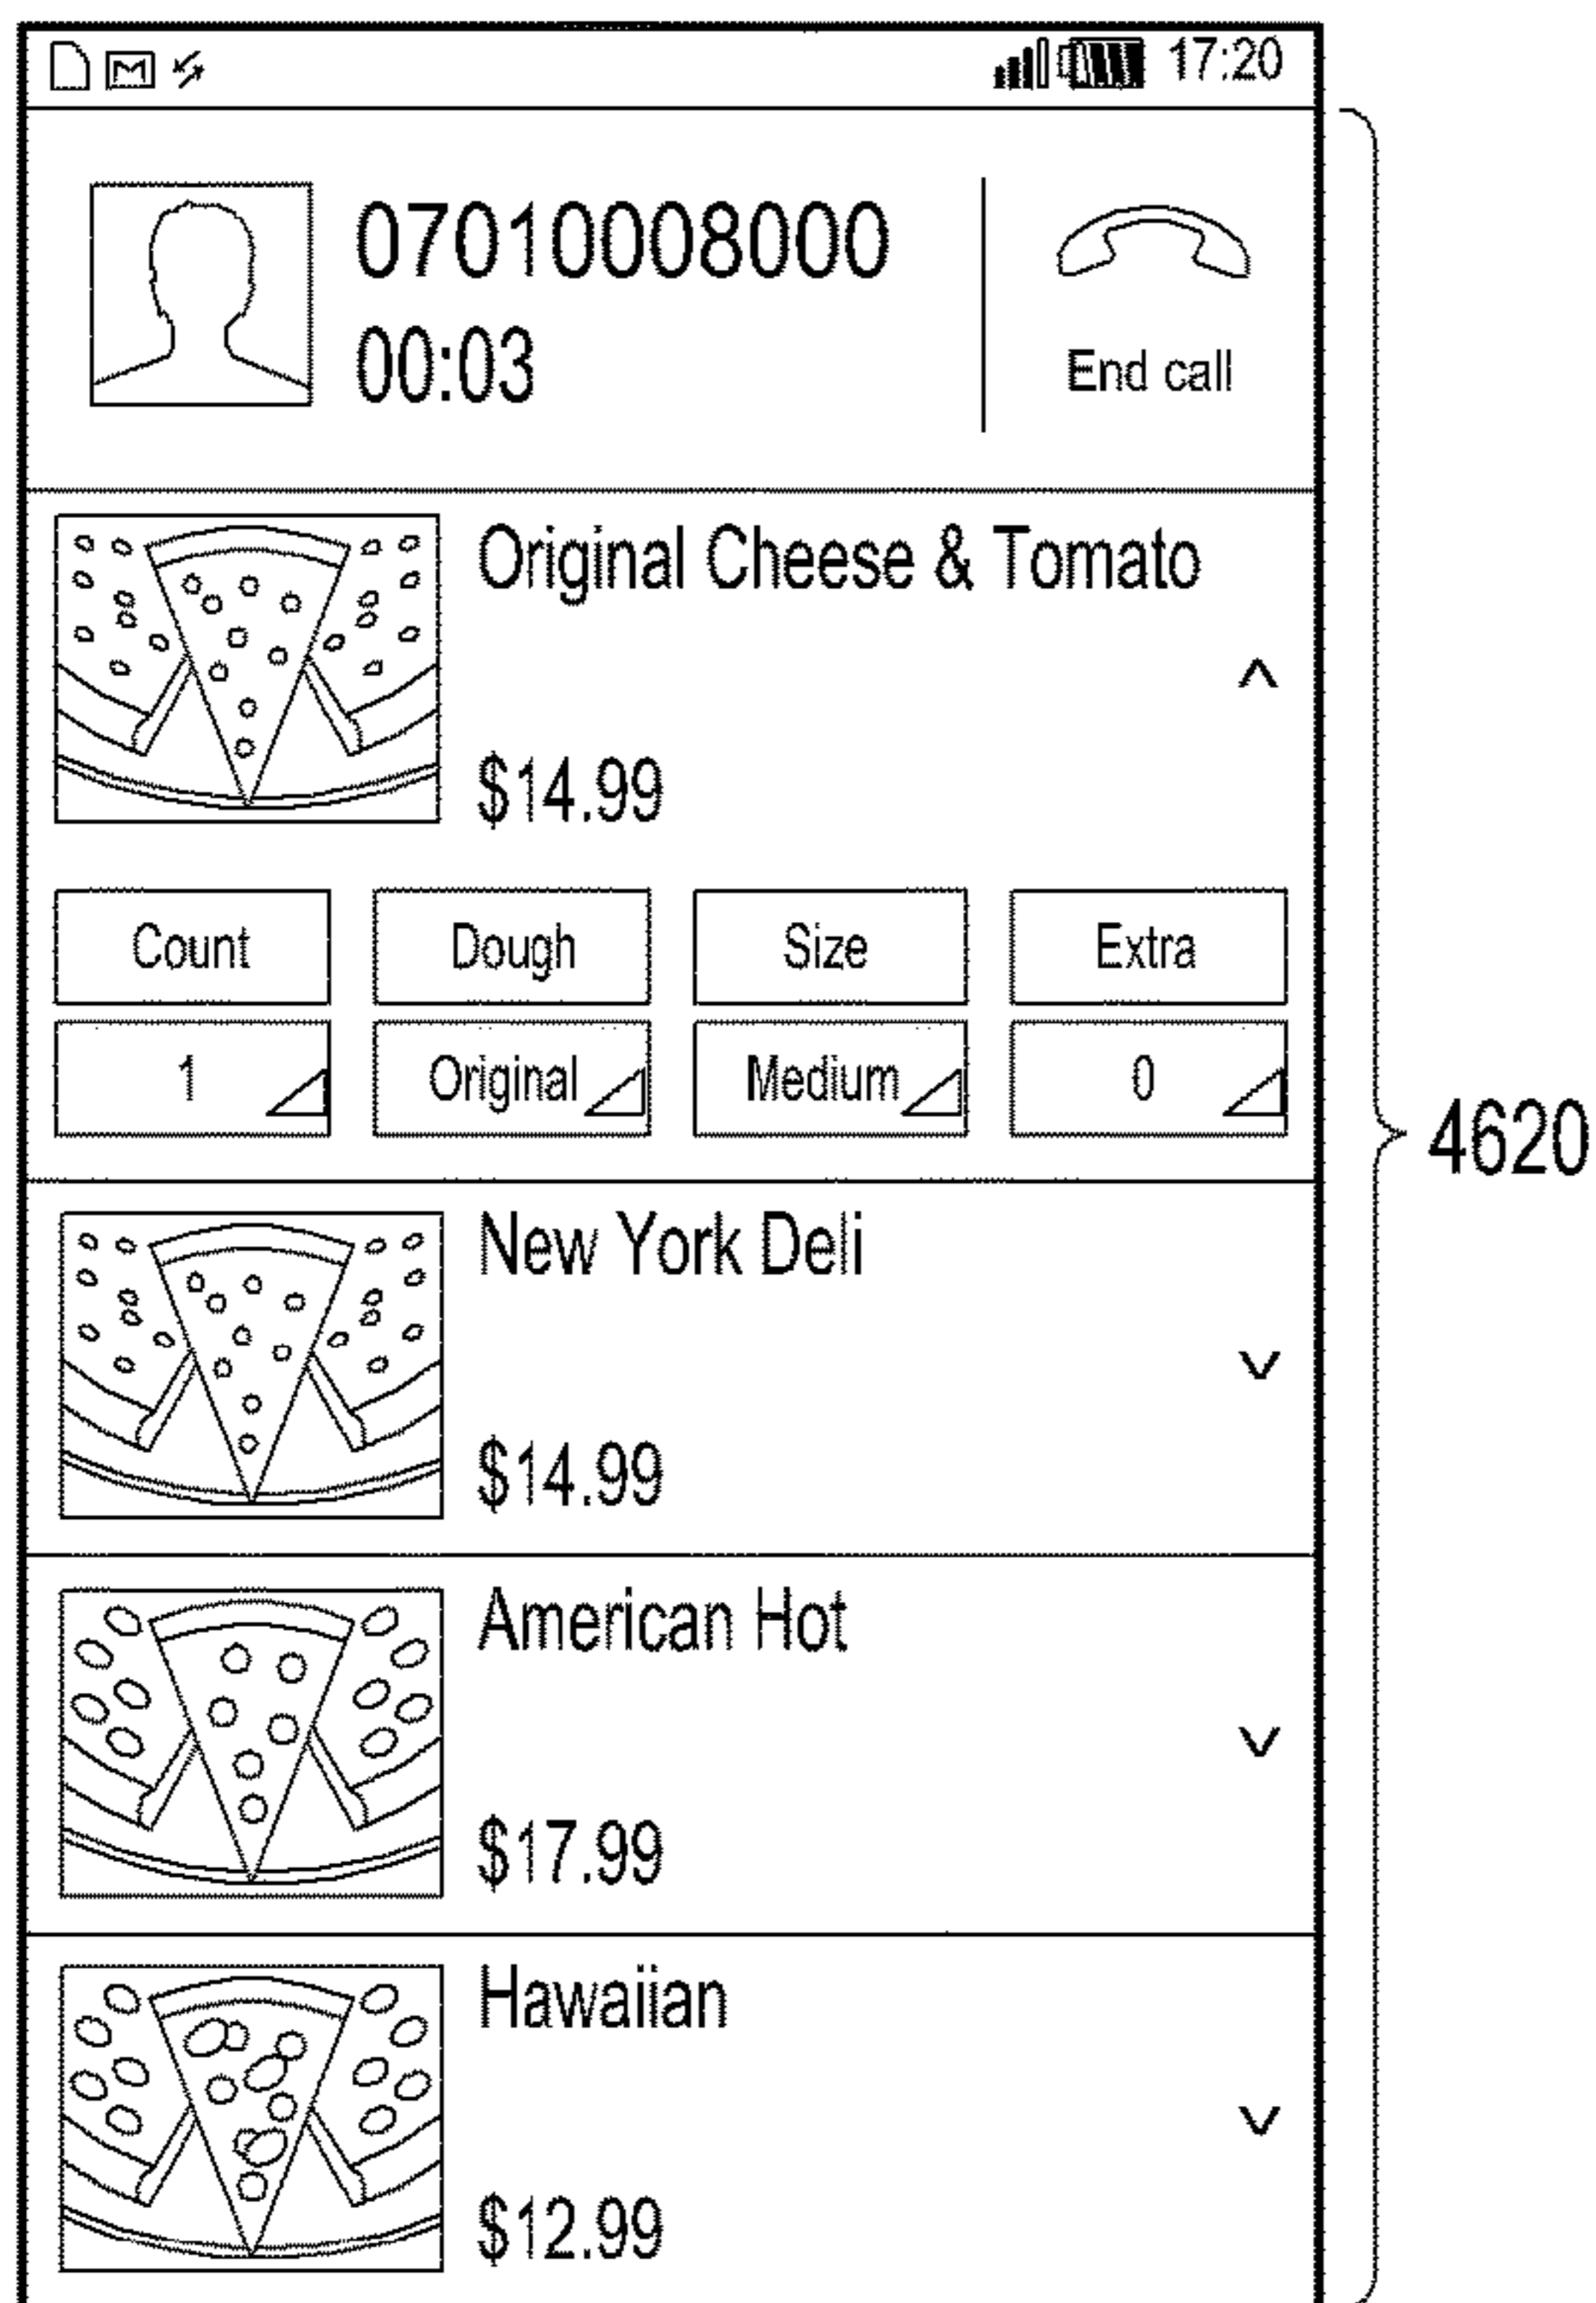 17:20
07010008000
00:03
End call
Original Cheese & Tomato
$14.99
Count Dough Size Extra
1 Original Medium 0
4620
New York Deli
$14.99
American Hot
$17.99
Hawaiian
$12.99